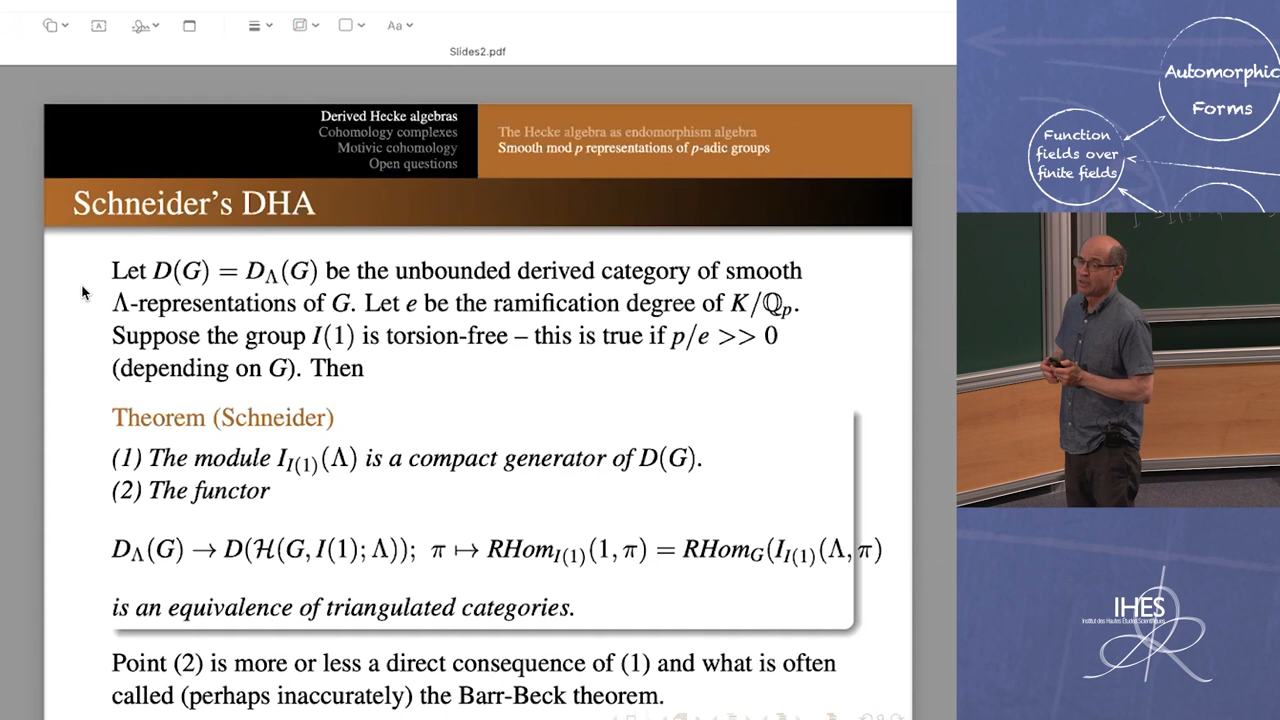 Aa
Slides2.pdf
Derived Hecke algebras
Cohomology complexes
Motivic cohomology
Open questions
The Hecke algebra as endomorphism algebra
Smooth mod p representations of p-adic groups
Schneider's DHA
Let D(G) = D_Λ(G) be the unbounded derived category of smooth
Λ-representations of G. Let e be the ramification degree of K/ℚ_p.
Suppose the group I(1) is torsion-free – this is true if p/e >> 0
(depending on G). Then
Theorem (Schneider)
(1) The module I_{I(1)}(Λ) is a compact generator of D(G).
(2) The functor
D_Λ(G) → D(ℋ(G, I(1); Λ)); π ↦ RHom_{I(1)}(1, π) = RHom_G(I_{I(1)}(Λ, π)
is an equivalence of triangulated categories.
Point (2) is more or less a direct consequence of (1) and what is often
called (perhaps inaccurately) the Barr-Beck theorem.
Automorphic
Forms
Function
fields over
finite fields
IHES
Institut des Hautes Études Scientifiques